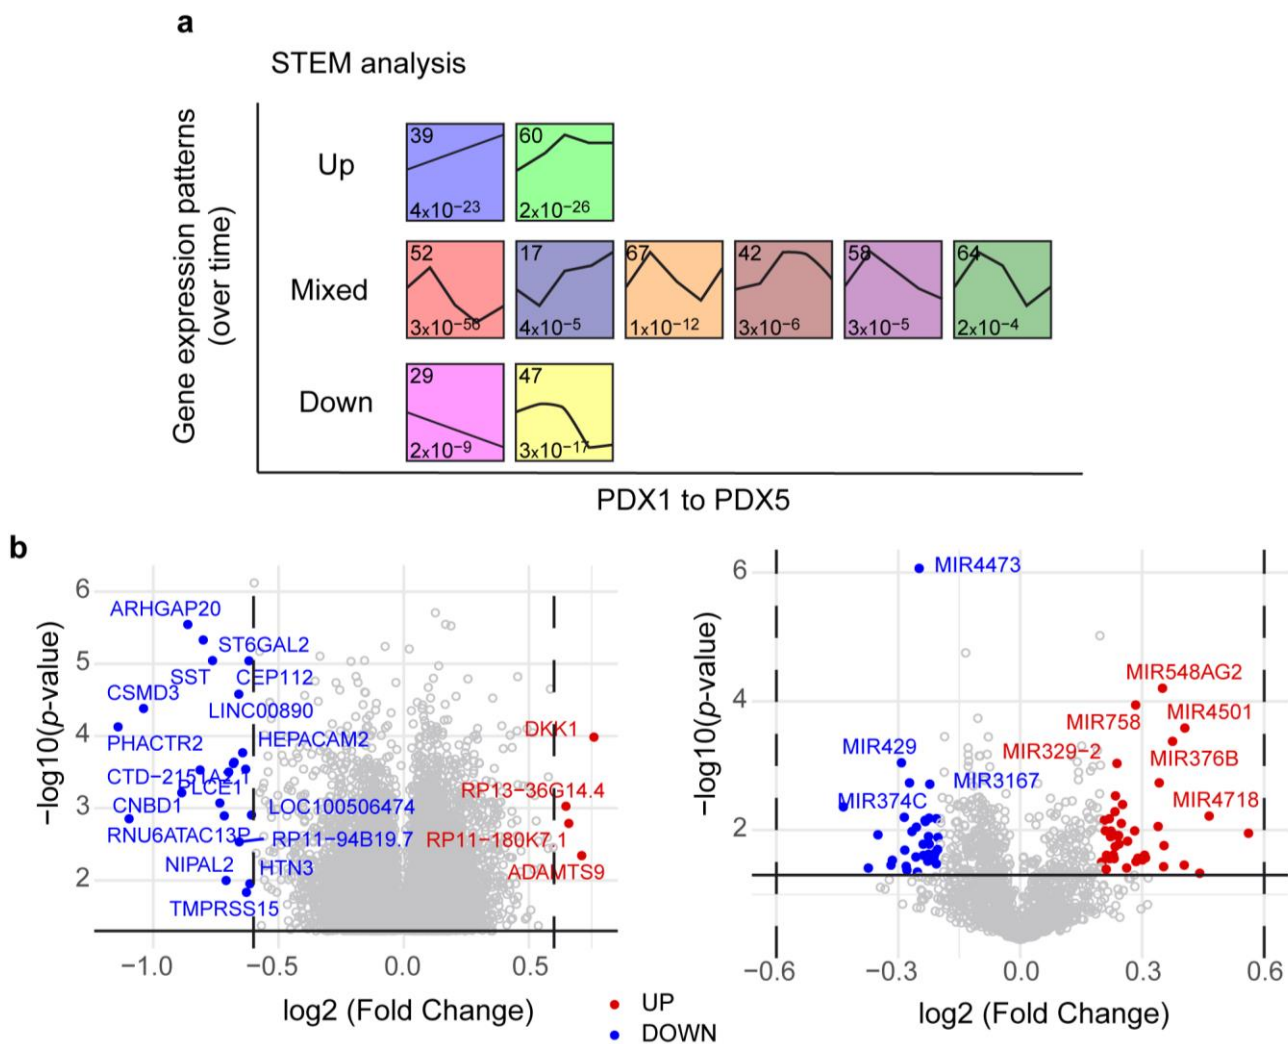 a
STEM analysis
Gene expression patterns
(over time)
Up
39
4x10−23
60
2x10−26
Mixed
52
3x10−56
17
4x10−5
67
1x10−12
42
3x10−6
58
3x10−5
64
2x10−4
Down
29
2x10−9
47
3x10−17
PDX1 to PDX5
b
−log10(p-value)
6
5
4
3
2
ARHGAP20
ST6GAL2
SST
CEP112
CSMD3
LINC00890
PHACTR2
HEPACAM2
CTD−2151A2
PLCE1
CNBD1
LOC100506474
RNU6ATAC13P
RP11−94B19.7
NIPAL2
HTN3
TMPRSS15
DKK1
RP13−36G14.4
RP11−180K7.1
ADAMTS9
−1.0
−0.5
0.0
0.5
log2 (Fold Change)
UP
DOWN
−log10(p-value)
6
4
2
MIR4473
MIR548AG2
MIR758
MIR4501
MIR429
MIR329−2
MIR376B
MIR3167
MIR374C
MIR4718
−0.6
−0.3
0.0
0.3
0.6
log2 (Fold Change)